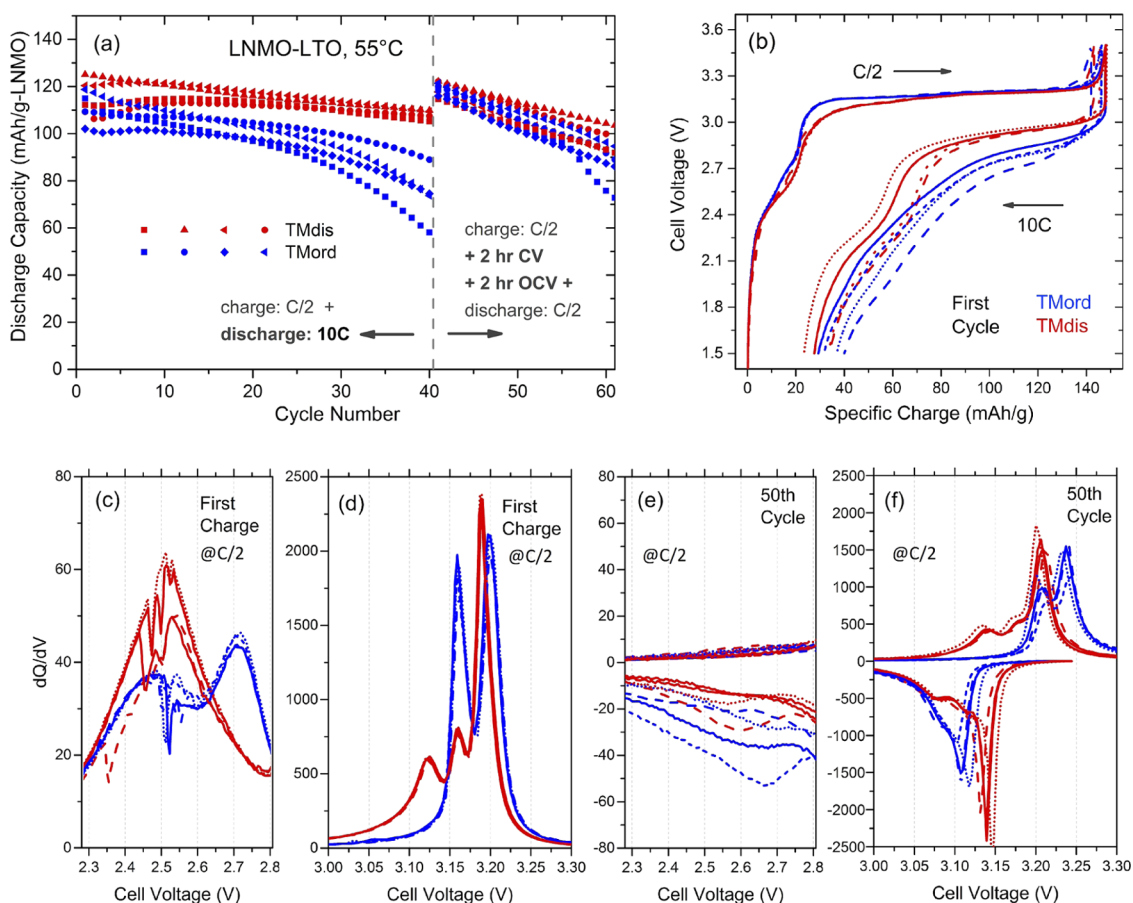 (a)
LNMO-LTO, 55°C
Discharge Capacity (mAh/g-LNMO)
140
120
100
80
60
40
20
0
TMdis
TMord
charge: C/2 +
discharge: 10C
charge: C/2
+ 2 hr CV
+ 2 hr OCV +
discharge: C/2
0 10 20 30 40 50 60
Cycle Number
(b)
Cell Voltage (V)
3.6
3.3
3.0
2.7
2.4
2.1
1.8
1.5
C/2
10C
First
Cycle
TMord
TMdis
0 20 40 60 80 100 120 140
Specific Charge (mAh/g)
(c)
First
Charge
@C/2
dQ/dV
80
60
40
20
0
2.3 2.4 2.5 2.6 2.7 2.8
Cell Voltage (V)
(d)
First
Charge
@C/2
2500
2000
1500
1000
500
0
3.00 3.05 3.10 3.15 3.20 3.25 3.30
Cell Voltage (V)
(e)
50th
Cycle
@C/2
80
60
40
20
0
-20
-40
-60
-80
2.3 2.4 2.5 2.6 2.7 2.8
Cell Voltage (V)
(f)
50th
Cycle
@C/2
2500
2000
1500
1000
500
0
-500
-1000
-1500
-2000
-2500
3.00 3.05 3.10 3.15 3.20 3.25 3.30
Cell Voltage (V)